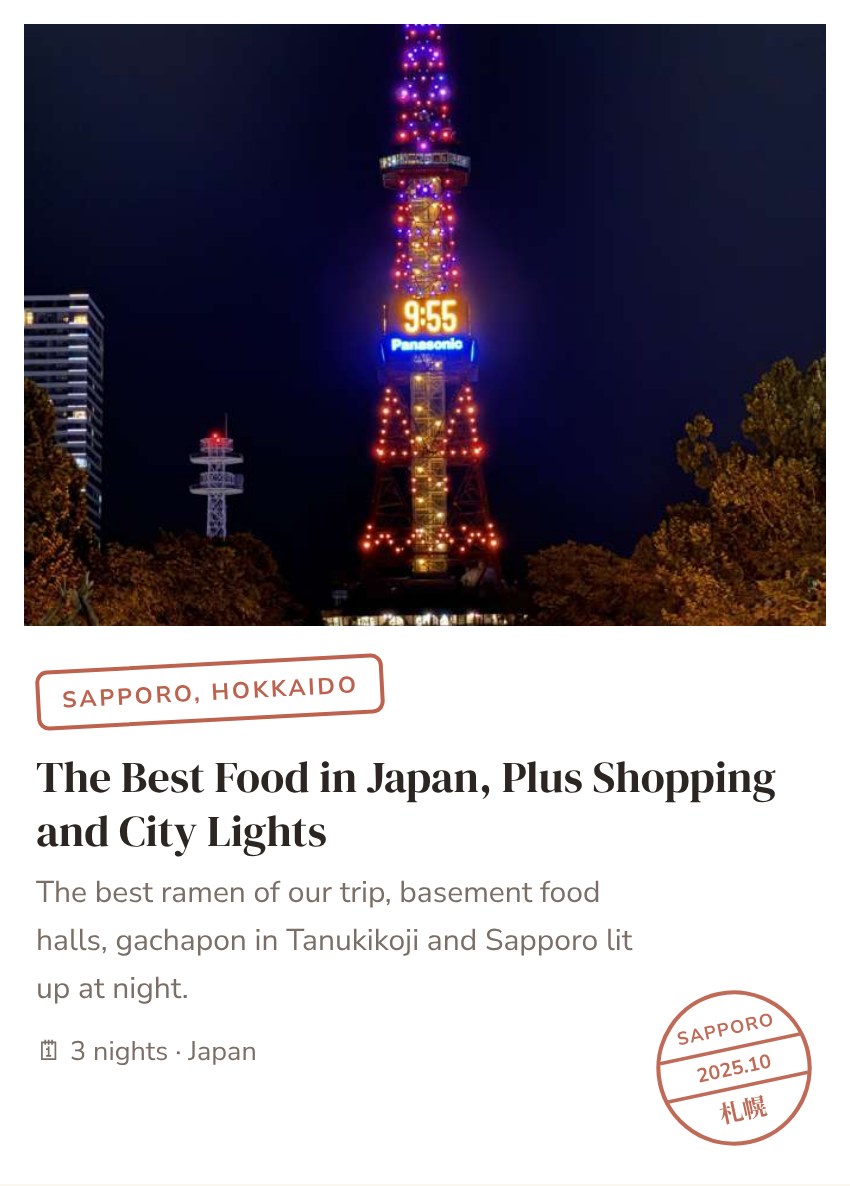 9:55
Panasonic
SAPPORO, HOKKAIDO
The Best Food in Japan, Plus Shopping
and City Lights
The best ramen of our trip, basement food
halls, gachapon in Tanukikoji and Sapporo lit
up at night.
3 nights · Japan
SAPPORO
2025.10
札幌